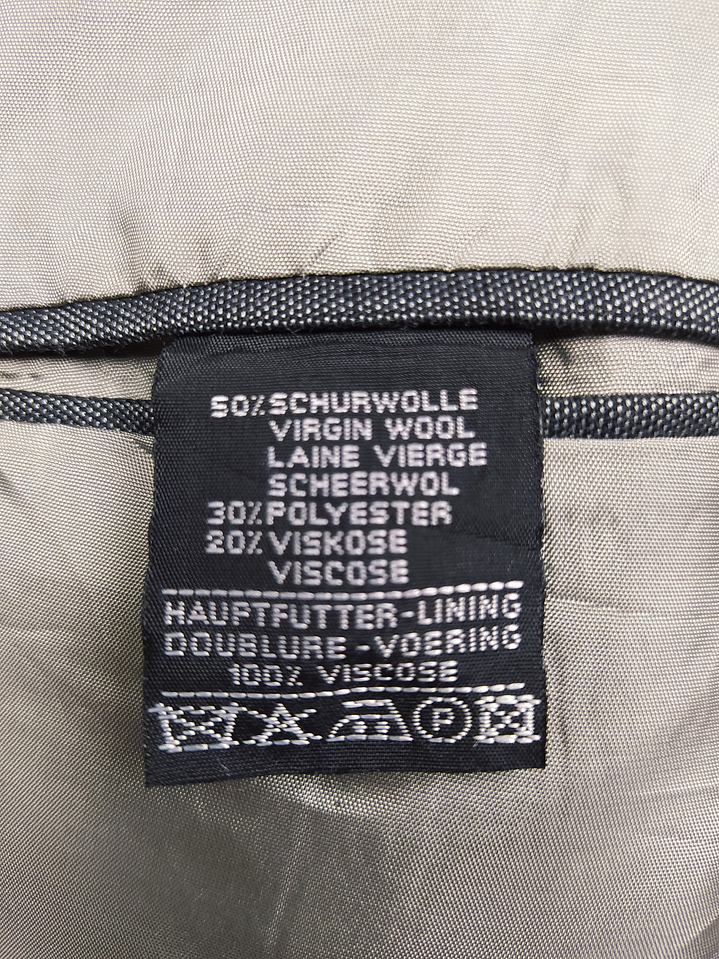 50%SCHURWOLLE
VIRGIN WOOL
LAINE VIERGE
SCHEERWOL
30%POLYESTER
20%VISKOSE
VISCOSE
HAUPTFUTTER-LINING
DOUBLURE-VOERING
100% VISCOSE
P